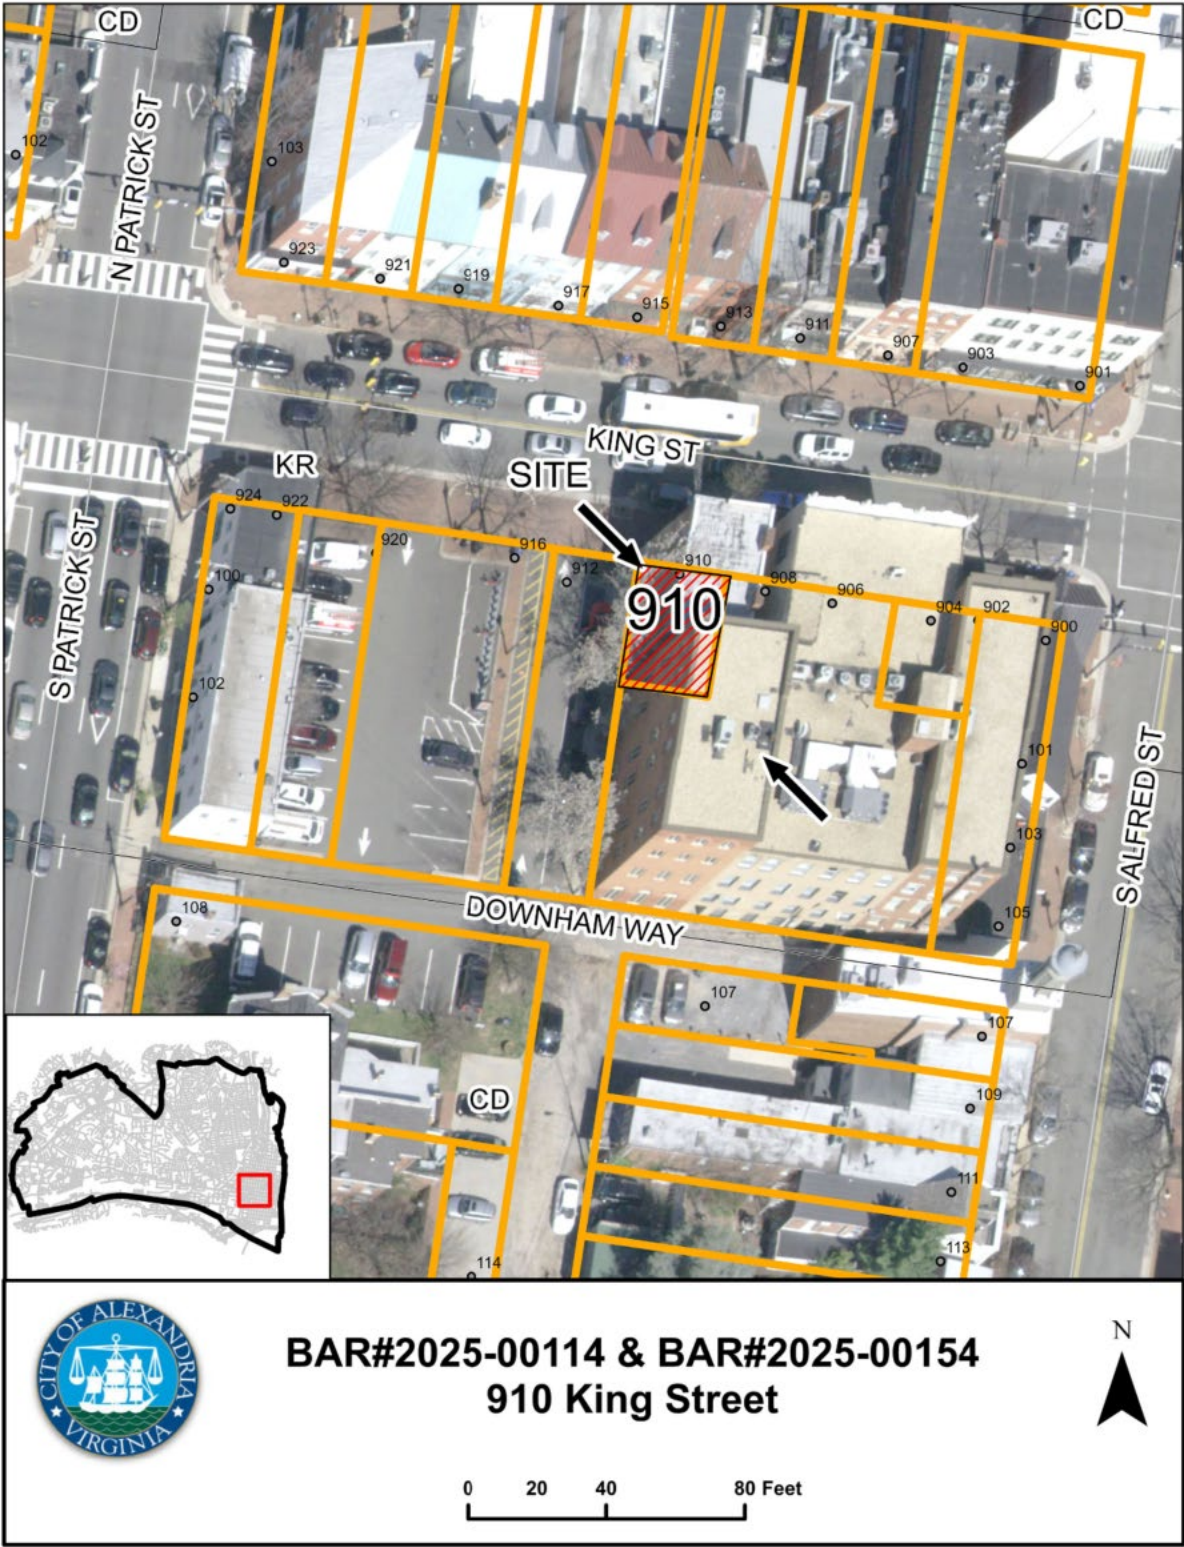 CD
CD
N PATRICK ST
102
103
923
921
919
917
915
913
911
907
903
901
KING ST
KR
SITE
924
922
920
916
912
910
908
906
904
902
900
910
100
102
S PATRICK ST
101
103
105
S ALFRED ST
DOWNHAM WAY
108
107
107
109
CD
111
113
114
CITY OF ALEXANDRIA
VIRGINIA
BAR#2025-00114 & BAR#2025-00154
910 King Street
N
0 20 40 80 Feet